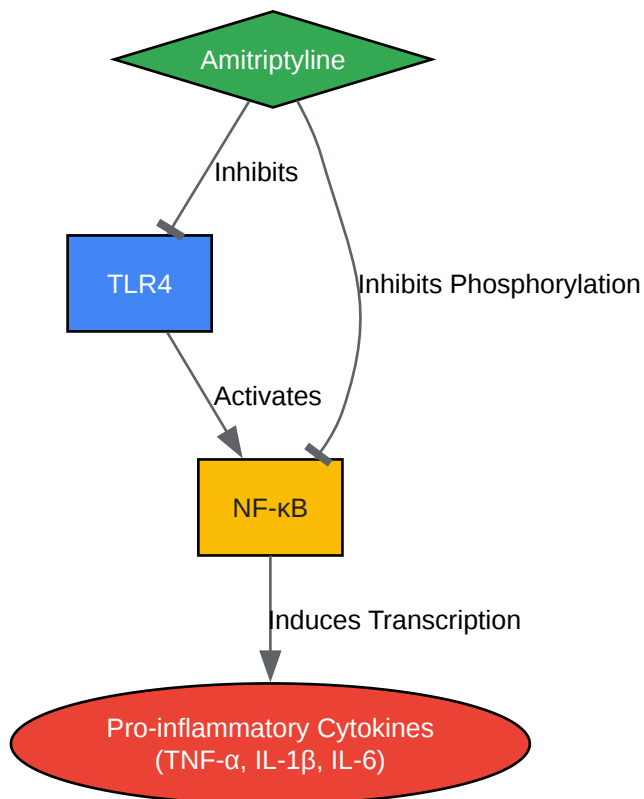 Amitriptyline
Inhibits
TLR4
Inhibits Phosphorylation
Activates
NF-κB
Induces Transcription
Pro-inflammatory Cytokines
(TNF-α, IL-1β, IL-6)